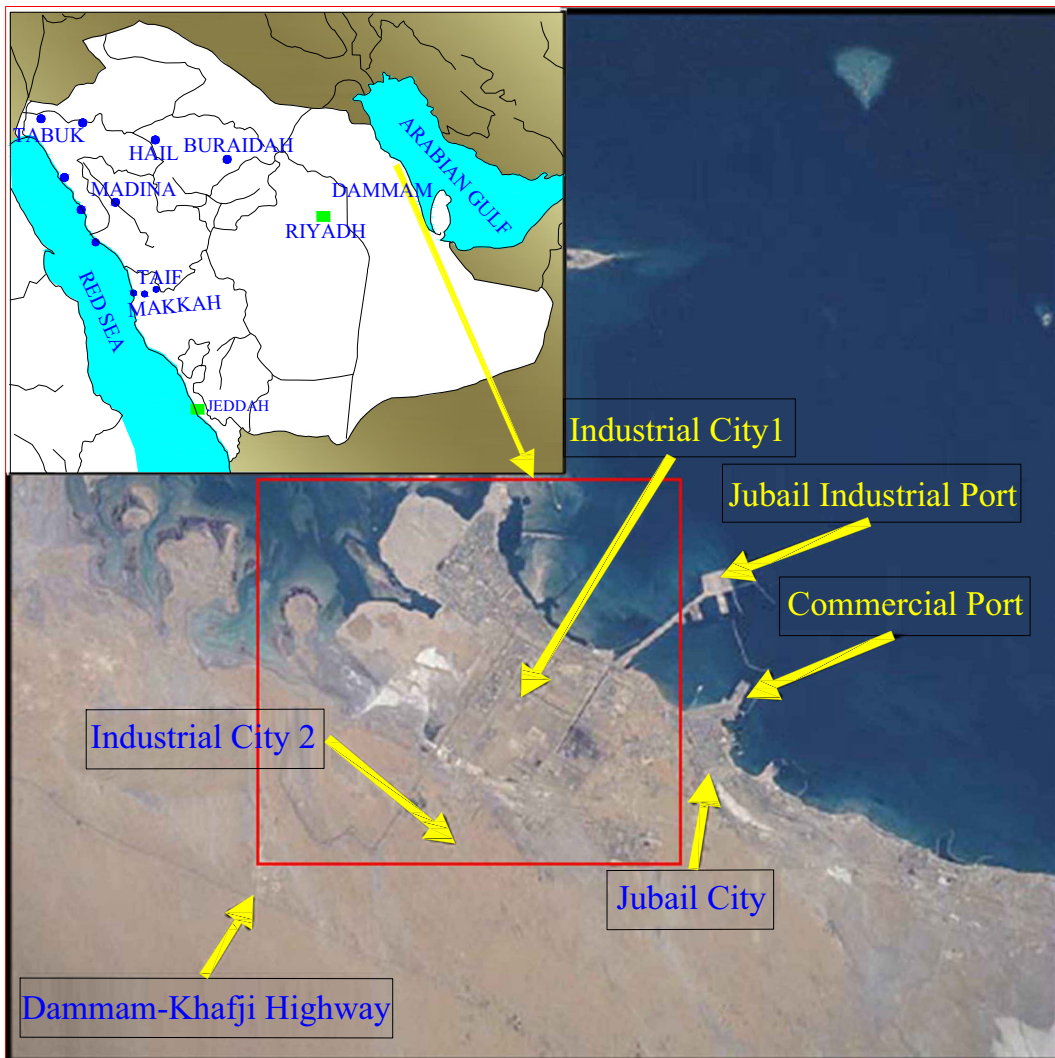 TABUK
HAIL
BURAIDAH
ARABIAN GULF
MADINA
DAMMAM
RIYADH
RED SEA
TAIF
MAKKAH
JEDDAH
Industrial City1
Jubail Industrial Port
Commercial Port
Industrial City 2
Jubail City
Dammam-Khafji Highway